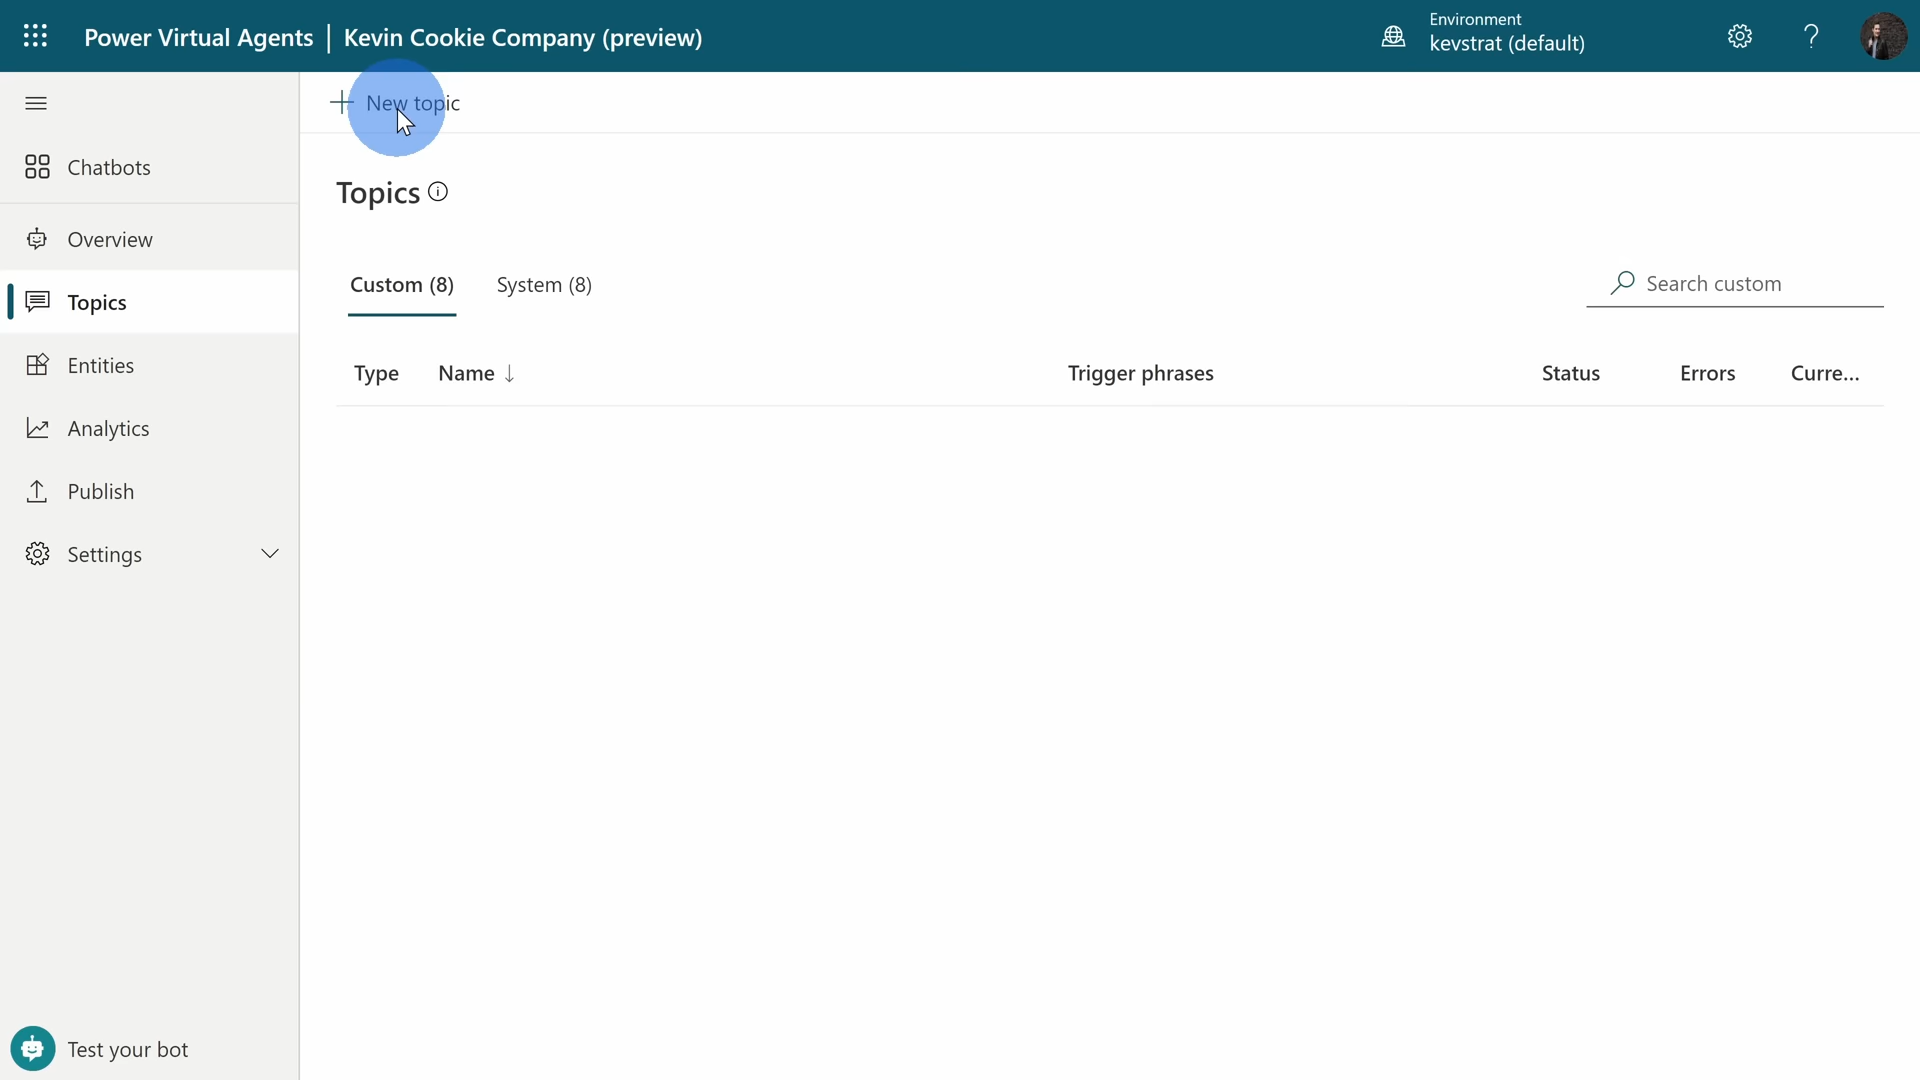 Power Virtual Agents | Kevin Cookie Company (preview)
Environment
kevstrat (default)
New topic
Chatbots
Topics
Overview
Custom (8)
System (8)
Search custom
Topics
Type
Name
Trigger phrases
Status
Errors
Curre...
Entities
Analytics
Publish
Settings
Test your bot